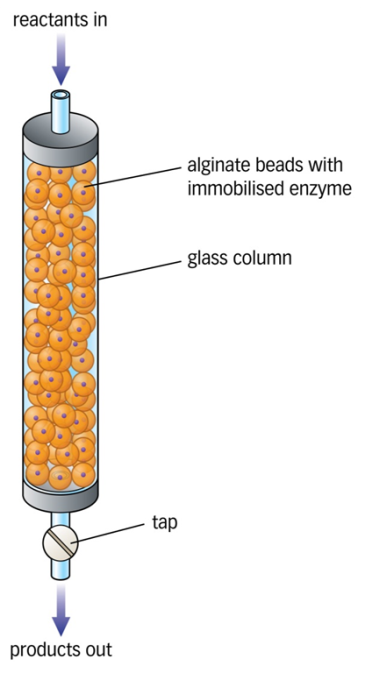 reactants in
alginate beads with
immobilised enzyme
glass column
tap
products out